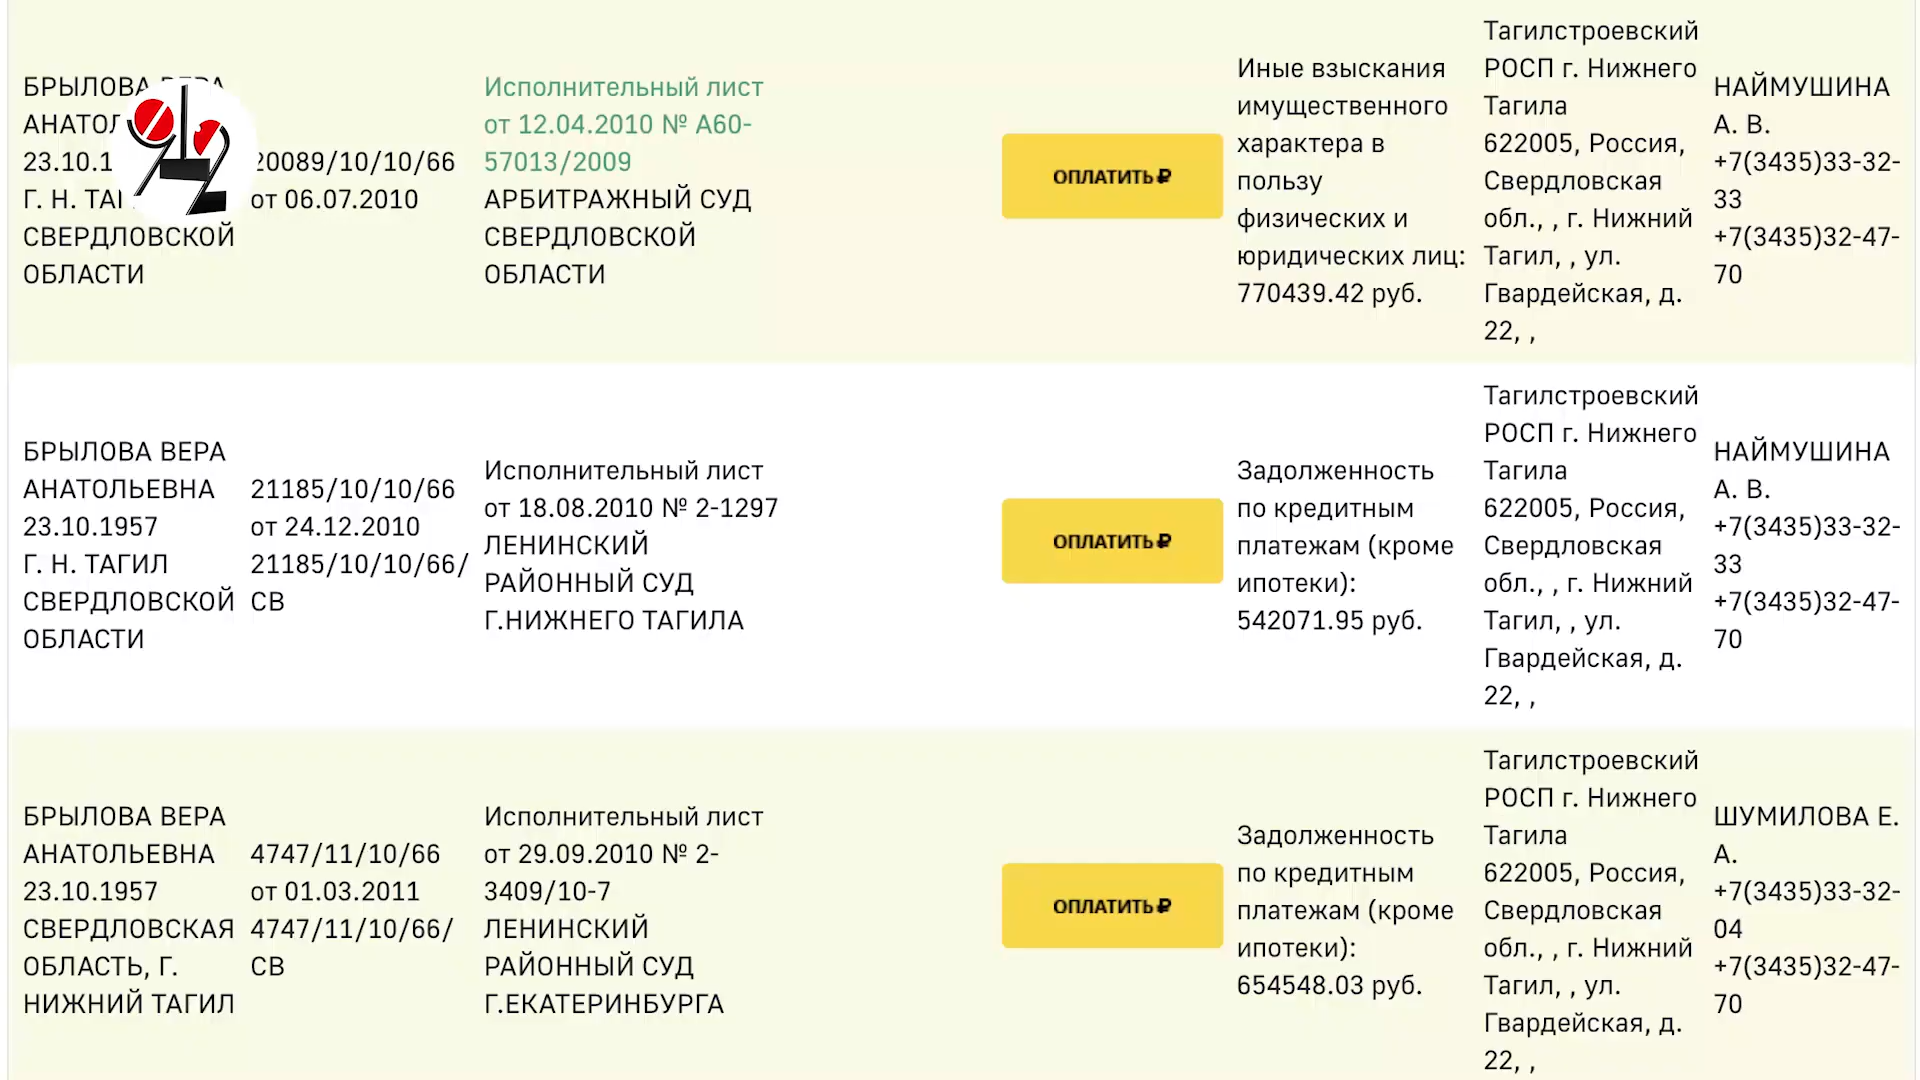 БРЫЛОВА
23.10.1
Г. Н.
СВЕРДЛОВСКОЙ
ОБЛАСТИ
20089/10/10/66
от 06.07.2010
Исполнительный лист
от 12.04.2010 № А60-
57013/2009
АРБИТРАЖНЫЙ СУД
СВЕРДЛОВСКОЙ
ОБЛАСТИ
ОПЛАТИТЬ ₽
Иные взыскания
имущественного
характера в
пользу
физических и
юридических лиц:
770439.42 руб.
Тагилстроевский
РОСП г. Нижнего
Тагила
622005, Россия,
Свердловская
обл., , г. Нижний
Тагил, , ул.
Гвардейская, д.
22, ,
НАЙМУШИНА
А. В.
+7(3435)33-32-
33
+7(3435)32-47-
70
БРЫЛОВА ВЕРА
АНАТОЛЬЕВНА
23.10.1957
Г. Н. ТАГИЛ
СВЕРДЛОВСКОЙ
ОБЛАСТИ
21185/10/10/66
от 24.12.2010
21185/10/10/66/
СВ
Исполнительный лист
от 18.08.2010 № 2-1297
ЛЕНИНСКИЙ
РАЙОННЫЙ СУД
Г.НИЖНЕГО ТАГИЛА
ОПЛАТИТЬ ₽
Задолженность
по кредитным
платежам (кроме
ипотеки):
542071.95 руб.
Тагилстроевский
РОСП г. Нижнего
Тагила
622005, Россия,
Свердловская
обл., , г. Нижний
Тагил, , ул.
Гвардейская, д.
22, ,
НАЙМУШИНА
А. В.
+7(3435)33-32-
33
+7(3435)32-47-
70
БРЫЛОВА ВЕРА
АНАТОЛЬЕВНА
23.10.1957
СВЕРДЛОВСКАЯ
ОБЛАСТЬ, Г.
НИЖНИЙ ТАГИЛ
4747/11/10/66
от 01.03.2011
4747/11/10/66/
СВ
Исполнительный лист
от 29.09.2010 № 2-
3409/10-7
ЛЕНИНСКИЙ
РАЙОННЫЙ СУД
Г.ЕКАТЕРИНБУРГА
ОПЛАТИТЬ ₽
Задолженность
по кредитным
платежам (кроме
ипотеки):
654548.03 руб.
Тагилстроевский
РОСП г. Нижнего
Тагила
622005, Россия,
Свердловская
обл., , г. Нижний
Тагил, , ул.
Гвардейская, д.
22, ,
ШУМИЛОВА Е.
А.
+7(3435)33-32-
04
+7(3435)32-47-
70